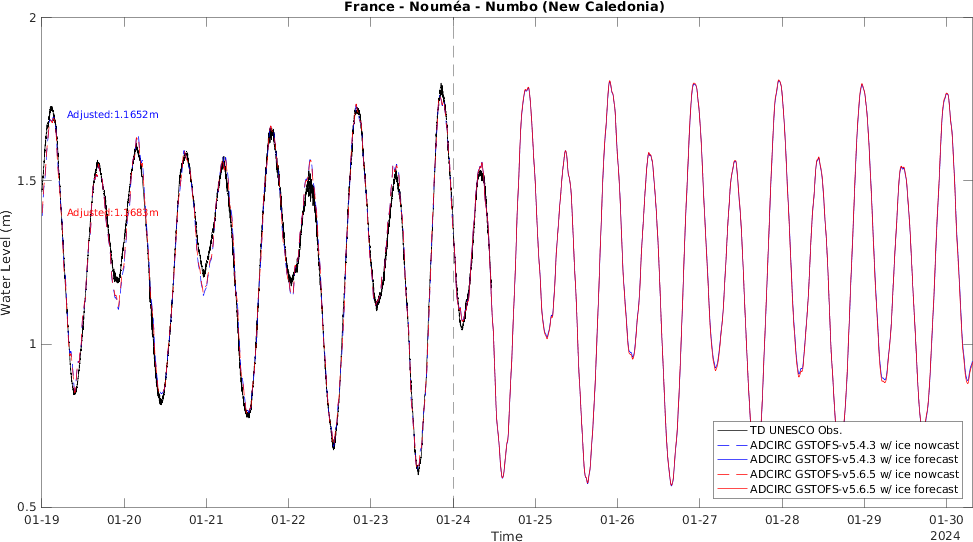 France - Nouméa - Numbo (New Caledonia)
2
1.5
1
0.5
Water Level (m)
Adjusted:1.1652m
Adjusted:1.3683m
TD UNESCO Obs.
ADCIRC GSTOFS-v5.4.3 w/ ice nowcast
ADCIRC GSTOFS-v5.4.3 w/ ice forecast
ADCIRC GSTOFS-v5.6.5 w/ ice nowcast
ADCIRC GSTOFS-v5.6.5 w/ ice forecast
01-19 01-20 01-21 01-22 01-23 01-24 01-25 01-26 01-27 01-28 01-29 01-30
Time 2024